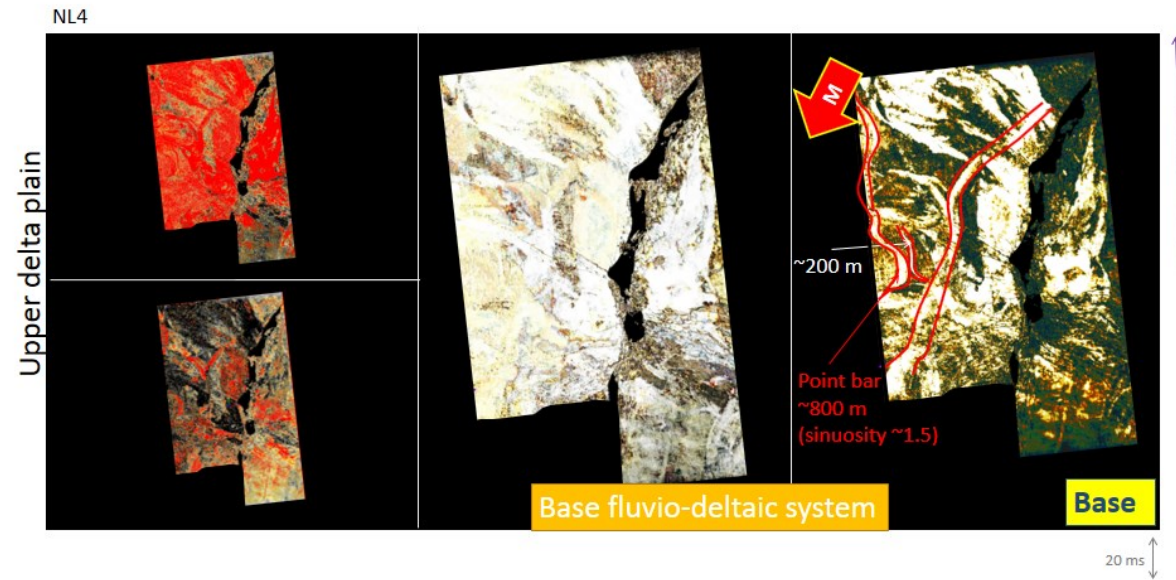 NL4
Upper delta plain
M
~200 m
Point bar
~800 m
(sinuosity ~1.5)
Base fluvio-deltaic system
Base
20 ms